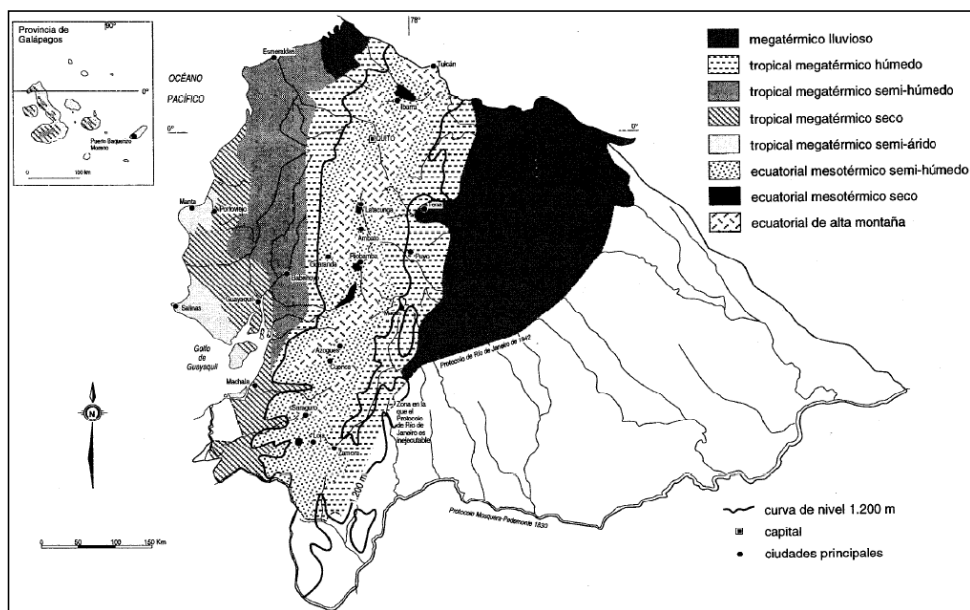 Provincia de
Galápagos
90°
0°
Puerto Baquerizo
Moreno
0 100 km
OCÉANO
PACÍFICO
0°
78°
0°
Esmeraldas
Tulcán
Ibarra
QUITO
Manta
Portoviejo
Latacunga
Tena
Ambato
Puyo
Guaranda
Riobamba
Babahoyo
Guayaquil
Salinas
Golfo
de
Guayaquil
Azogues
Cuenca
Machala
Saraguro
Loja
Zamora
Protocolo de Río de Janeiro de 1942
Zona en la
que el
Protocolo
de Río de
Janeiro es
inejecutable
200 m
Protocolo Mosquera-Pedemonte 1830
N
0 50 100 150 Km
megatérmico lluvioso
tropical megatérmico húmedo
tropical megatérmico semi-húmedo
tropical megatérmico seco
tropical megatérmico semi-árido
ecuatorial mesotérmico semi-húmedo
ecuatorial mesotérmico seco
ecuatorial de alta montaña
curva de nivel 1.200 m
capital
ciudades principales